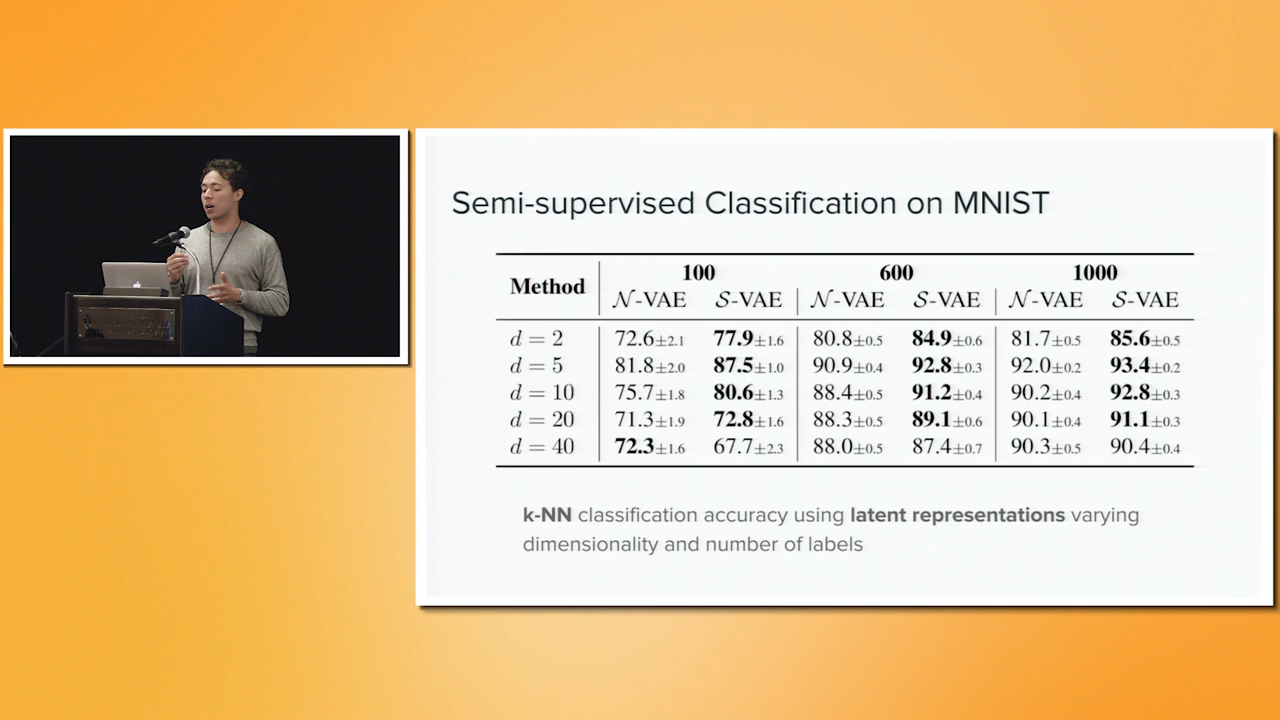 Semi-supervised Classification on MNIST
Method 100 600 1000
𝒩-VAE 𝒮-VAE 𝒩-VAE 𝒮-VAE 𝒩-VAE 𝒮-VAE
d = 2 72.6±2.1 77.9±1.6 80.8±0.5 84.9±0.6 81.7±0.5 85.6±0.5
d = 5 81.8±2.0 87.5±1.0 90.9±0.4 92.8±0.3 92.0±0.2 93.4±0.2
d = 10 75.7±1.8 80.6±1.3 88.4±0.5 91.2±0.4 90.2±0.4 92.8±0.3
d = 20 71.3±1.9 72.8±1.6 88.3±0.5 89.1±0.6 90.1±0.4 91.1±0.3
d = 40 72.3±1.6 67.7±2.3 88.0±0.5 87.4±0.7 90.3±0.5 90.4±0.4
k-NN classification accuracy using latent representations varying
dimensionality and number of labels